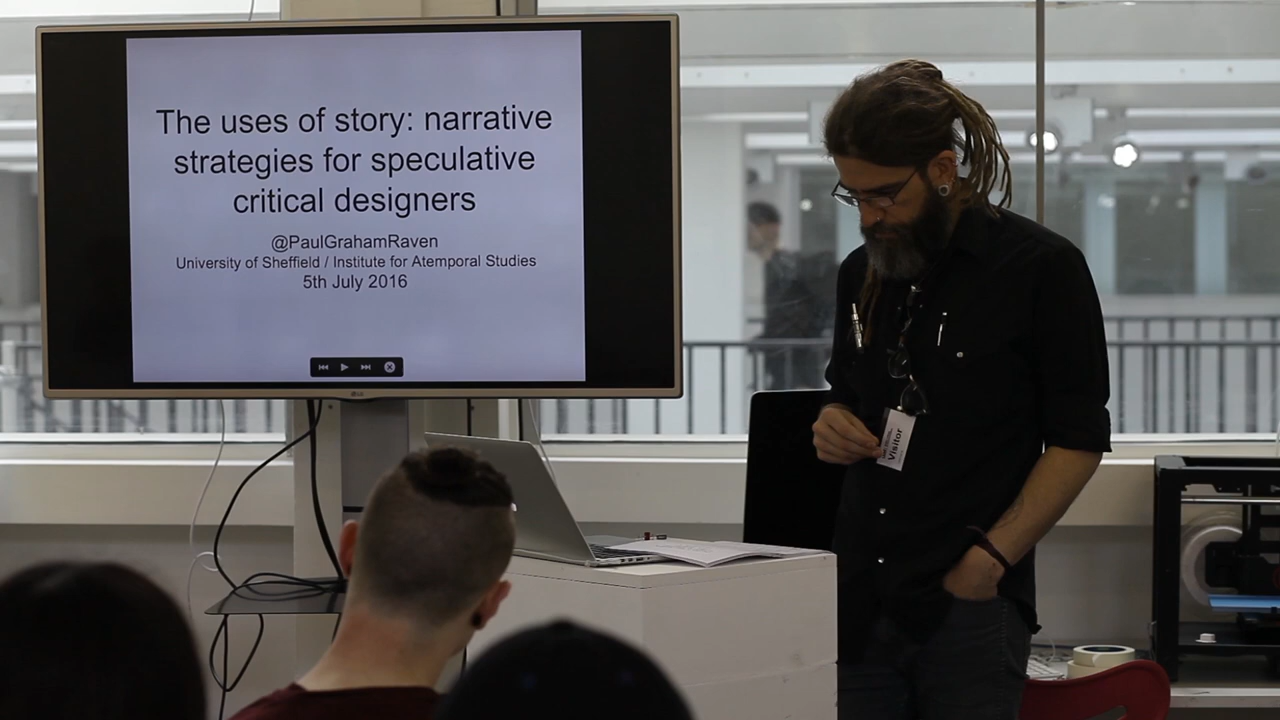 The uses of story: narrative
strategies for speculative
critical designers
@PaulGrahamRaven
University of Sheffield / Institute for Atemporal Studies
5th July 2016
LG
Visitor